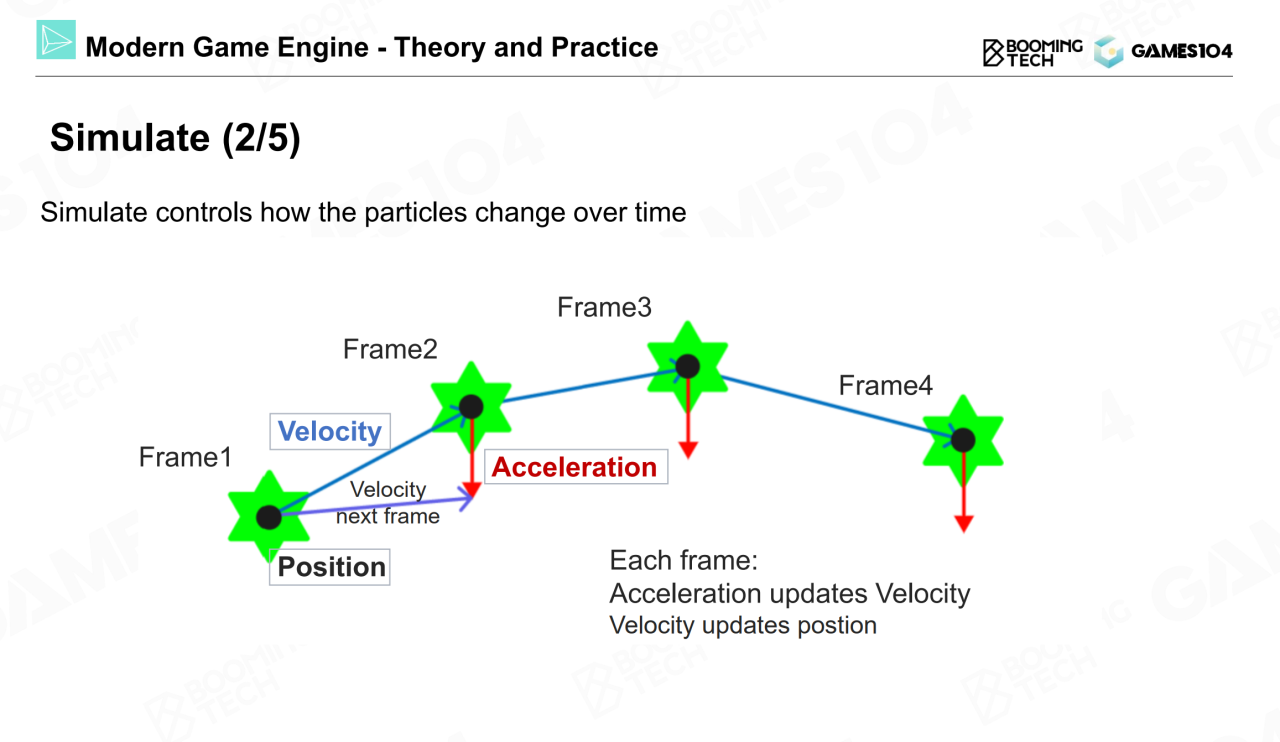 Modern Game Engine - Theory and Practice
BOOMING
TECH
GAMES104
Simulate (2/5)
Simulate controls how the particles change over time
Frame3
Frame2
Frame4
Velocity
Frame1
Acceleration
Velocity
next frame
Position
Each frame:
Acceleration updates Velocity
Velocity updates postion